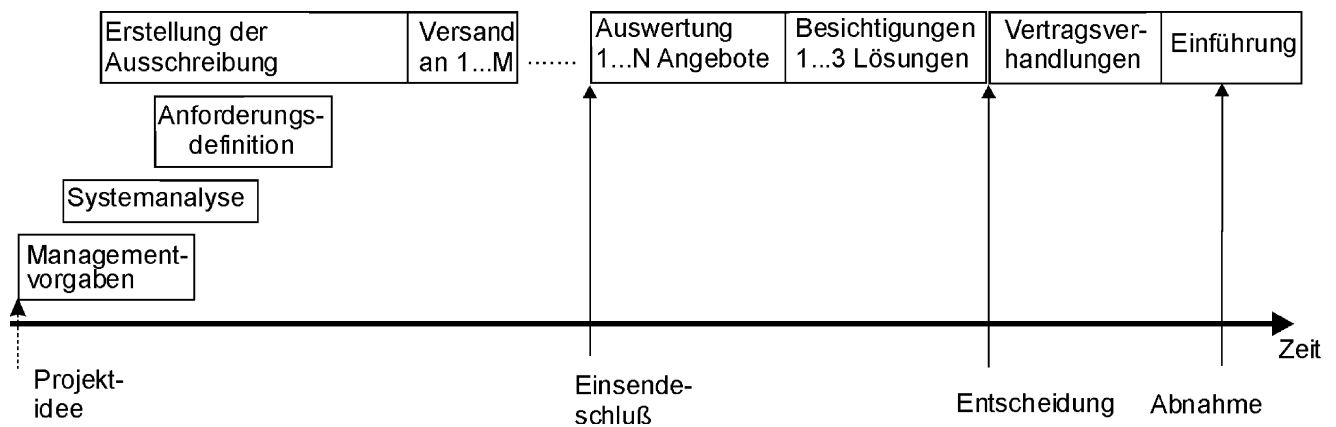 Erstellung der
Ausschreibung
Versand
an 1...M
.......
Auswertung
1...N Angebote
Besichtigungen
1...3 Lösungen
Vertragsver-
handlungen
Einführung
Anforderungs-
definition
Systemanalyse
Management-
vorgaben
Zeit
Projekt-
idee
Einsende-
schluß
Entscheidung
Abnahme